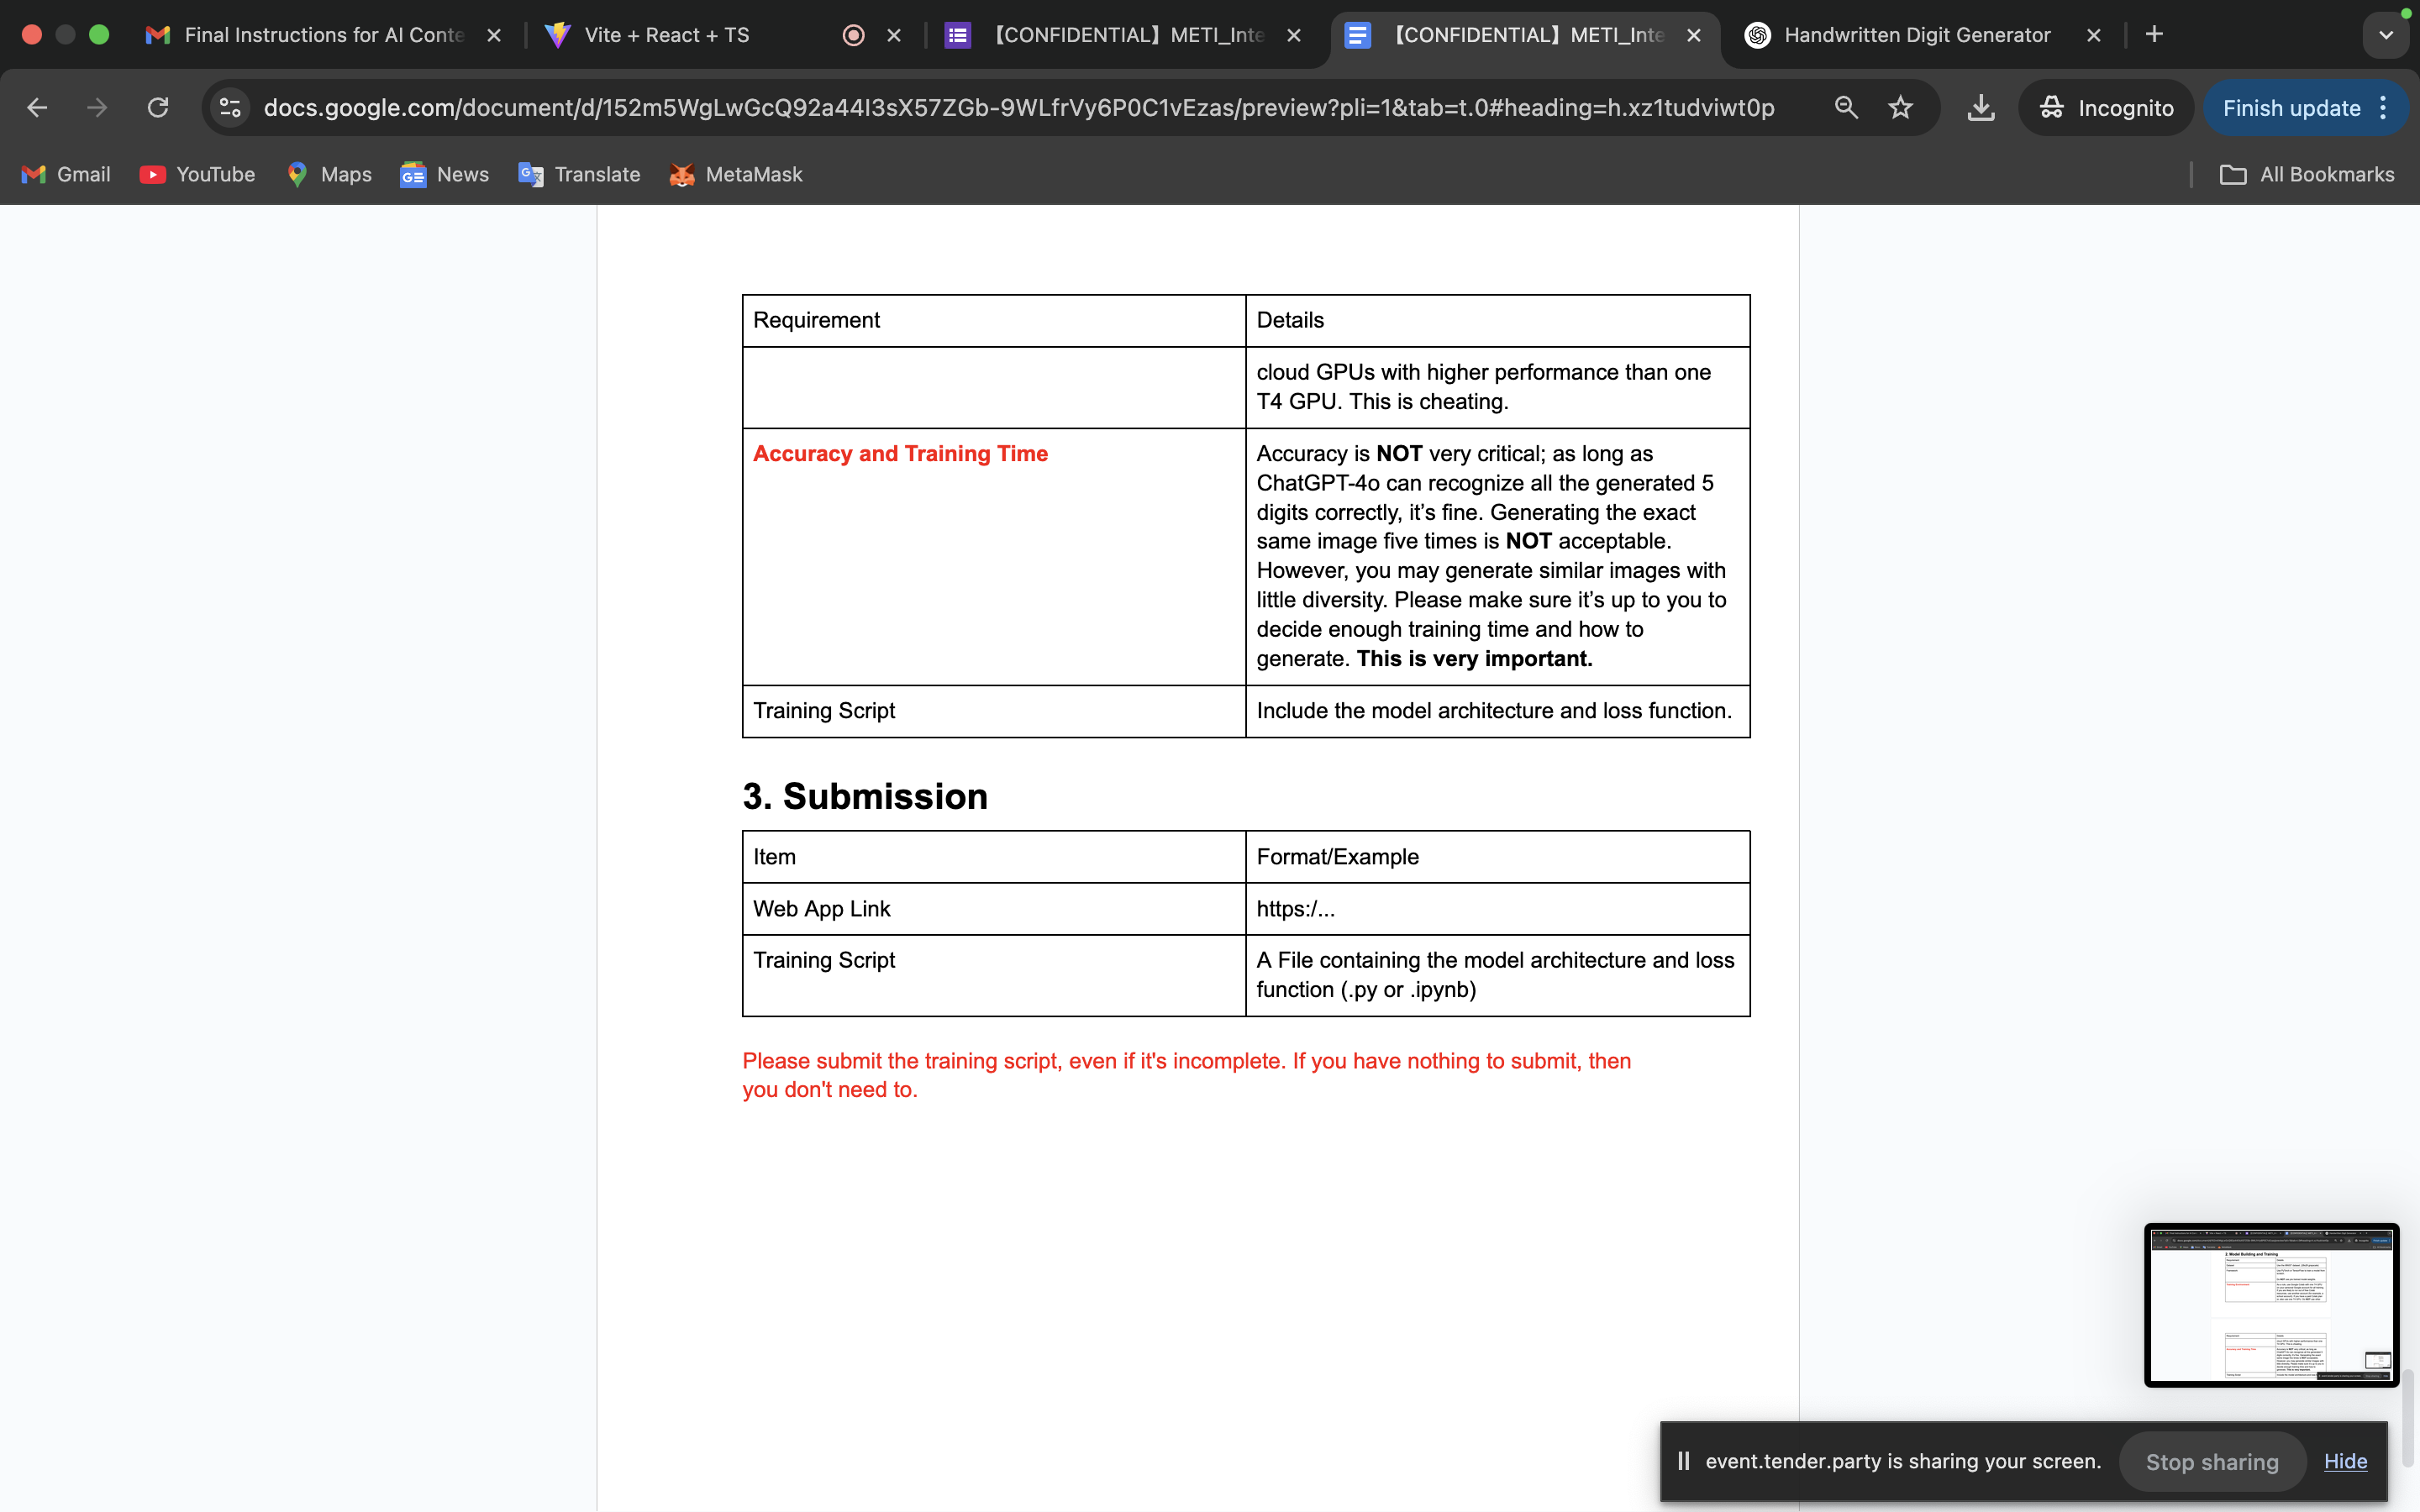 Final Instructions for AI Conte
Vite + React + TS
【CONFIDENTIAL】METI_Inte
【CONFIDENTIAL】METI_Inte
Handwritten Digit Generator
docs.google.com/document/d/152m5WgLwGcQ92a44I3sX57ZGb-9WLfrVy6P0C1vEzas/preview?pli=1&tab=t.0#heading=h.xz1tudviwt0p
Incognito
Finish update
Gmail
YouTube
Maps
News
Translate
MetaMask
All Bookmarks
Requirement
Details
cloud GPUs with higher performance than one
T4 GPU. This is cheating.
Accuracy and Training Time
Accuracy is NOT very critical; as long as
ChatGPT-4o can recognize all the generated 5
digits correctly, it’s fine. Generating the exact
same image five times is NOT acceptable.
However, you may generate similar images with
little diversity. Please make sure it’s up to you to
decide enough training time and how to
generate. This is very important.
Training Script
Include the model architecture and loss function.
3. Submission
Item
Format/Example
Web App Link
https:/...
Training Script
A File containing the model architecture and loss
function (.py or .ipynb)
Please submit the training script, even if it's incomplete. If you have nothing to submit, then
you don't need to.
2. Model Building and Training
event.tender.party is sharing your screen.
Stop sharing
Hide